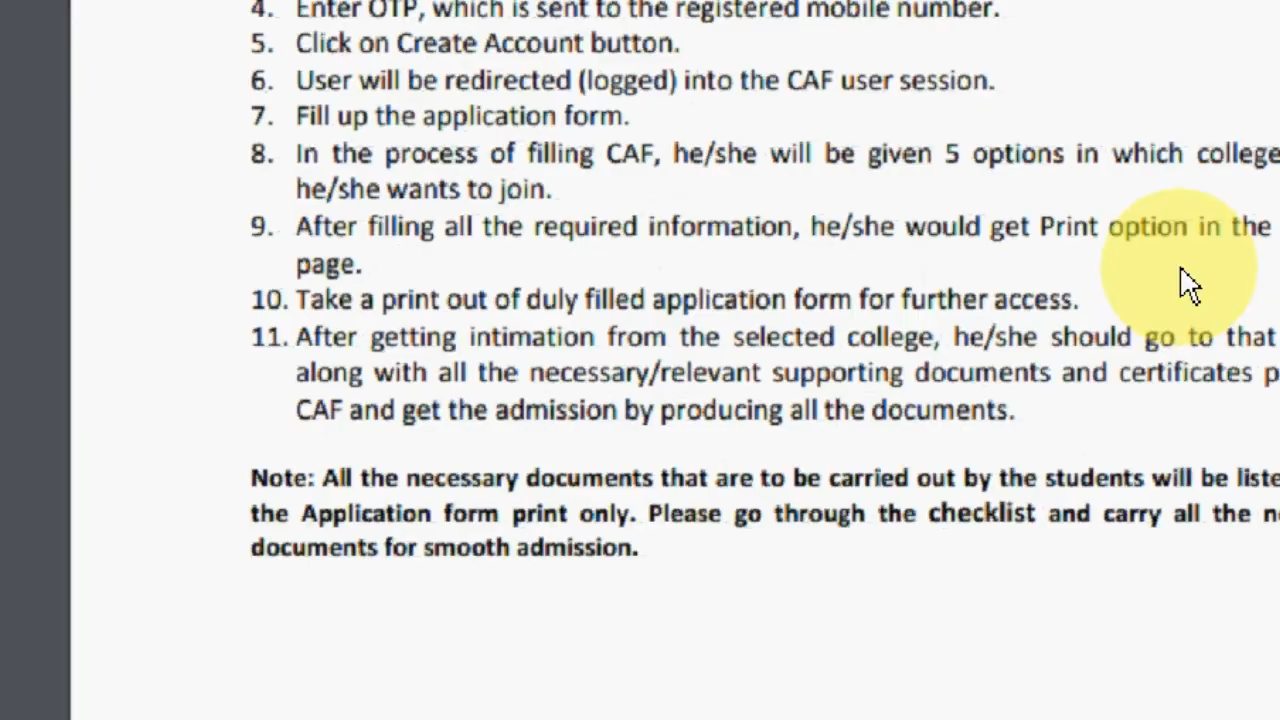 4. Enter OTP, which is sent to the registered mobile number.
5. Click on Create Account button.
6. User will be redirected (logged) into the CAF user session.
7. Fill up the application form.
8. In the process of filling CAF, he/she will be given 5 options in which college
he/she wants to join.
9. After filling all the required information, he/she would get Print option in the
page.
10. Take a print out of duly filled application form for further access.
11. After getting intimation from the selected college, he/she should go to that
along with all the necessary/relevant supporting documents and certificates p
CAF and get the admission by producing all the documents.
Note: All the necessary documents that are to be carried out by the students will be liste
the Application form print only. Please go through the checklist and carry all the n
documents for smooth admission.